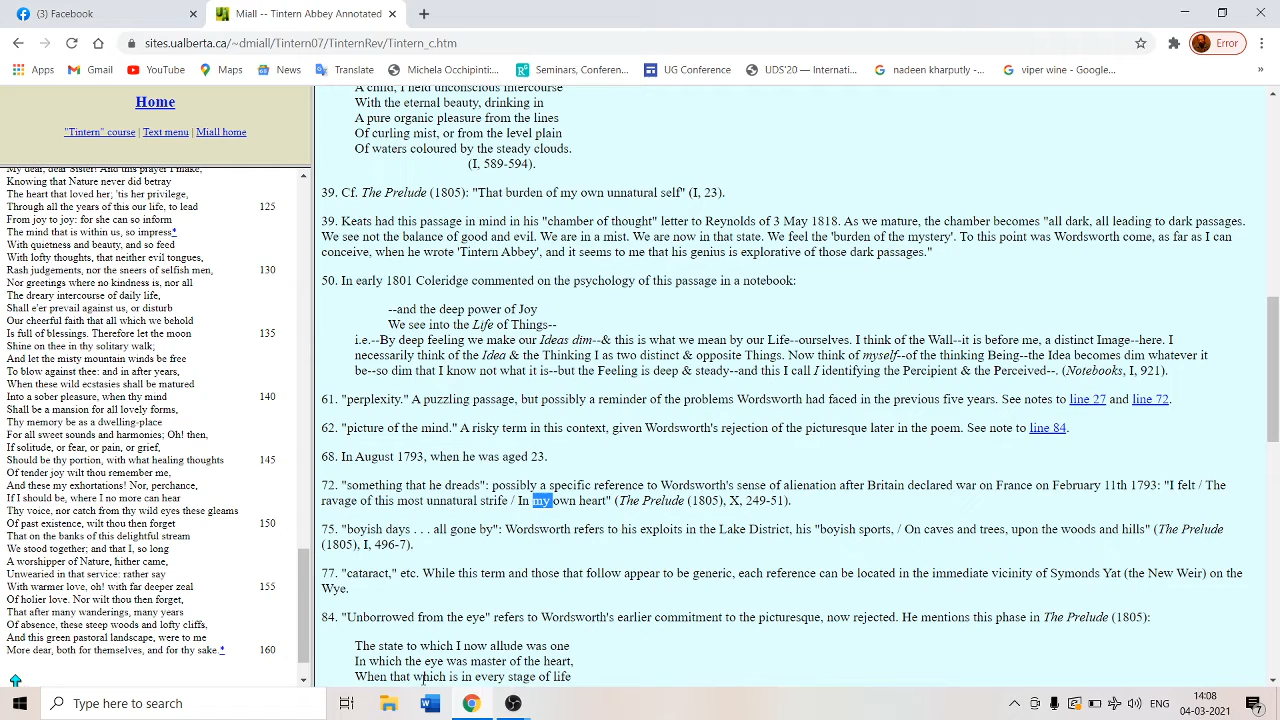 (3) Facebook
Miall -- Tintern Abbey Annotated
sites.ualberta.ca/~dmiall/Tintern07/TinternRev/Tintern_c.htm
Error
Apps
Gmail
YouTube
Maps
News
Translate
Michela Occhipinti...
Seminars, Conferen...
UG Conference
UDS'20 — Internati...
nadeen kharputly -...
viper wine - Google...
»
Home
"Tintern" course | Text menu | Miall home
My dear, dear Sister! And this prayer I make,
Knowing that Nature never did betray
The heart that loved her; 'tis her privilege,
Through all the years of this our life, to lead 125
From joy to joy: for she can so inform
The mind that is within us, so impress*
With quietness and beauty, and so feed
With lofty thoughts, that neither evil tongues,
Rash judgements, nor the sneers of selfish men, 130
Nor greetings where no kindness is, nor all
The dreary intercourse of daily life,
Shall e'er prevail against us, or disturb
Our cheerful faith that all which we behold
Is full of blessings. Therefore let the moon 135
Shine on thee in thy solitary walk;
And let the misty mountain winds be free
To blow against thee: and in after years,
When these wild ecstasies shall be matured
Into a sober pleasure, when thy mind 140
Shall be a mansion for all lovely forms,
Thy memory be as a dwelling-place
For all sweet sounds and harmonies; Oh! then,
If solitude, or fear, or pain, or grief,
Should be thy portion, with what healing thoughts 145
Of tender joy wilt thou remember me,
And these my exhortations! Nor, perchance,
If I should be, where I no more can hear
Thy voice, nor catch from thy wild eyes these gleams
Of past existence, wilt thou then forget 150
That on the banks of this delightful stream
We stood together; and that I, so long
A worshipper of Nature, hither came,
Unwearied in that service: rather say
With warmer love, oh! with far deeper zeal 155
Of holier love. Nor wilt thou then forget,
That after many wanderings, many years
Of absence, these steep woods and lofty cliffs,
And this green pastoral landscape, were to me
More dear, both for themselves, and for thy sake.* 160
A child, I held unconscious intercourse
With the eternal beauty, drinking in
A pure organic pleasure from the lines
Of curling mist, or from the level plain
Of waters coloured by the steady clouds.
(I, 589-594).
39. Cf. The Prelude (1805): "That burden of my own unnatural self" (I, 23).
39. Keats had this passage in mind in his "chamber of thought" letter to Reynolds of 3 May 1818. As we mature, the chamber becomes "all dark, all leading to dark passages.
We see not the balance of good and evil. We are in a mist. We are now in that state. We feel the 'burden of the mystery'. To this point was Wordsworth come, as far as I can
conceive, when he wrote 'Tintern Abbey', and it seems to me that his genius is explorative of those dark passages."
50. In early 1801 Coleridge commented on the psychology of this passage in a notebook:
--and the deep power of Joy
We see into the Life of Things--
i.e.--By deep feeling we make our Ideas dim--& this is what we mean by our Life--ourselves. I think of the Wall--it is before me, a distinct Image--here. I
necessarily think of the Idea & the Thinking I as two distinct & opposite Things. Now think of myself--of the thinking Being--the Idea becomes dim whatever it
be--so dim that I know not what it is--but the Feeling is deep & steady--and this I call I identifying the Percipient & the Perceived--. (Notebooks, I, 921).
61. "perplexity." A puzzling passage, but possibly a reminder of the problems Wordsworth had faced in the previous five years. See notes to line 27 and line 72.
62. "picture of the mind." A risky term in this context, given Wordsworth's rejection of the picturesque later in the poem. See note to line 84.
68. In August 1793, when he was aged 23.
72. "something that he dreads": possibly a specific reference to Wordsworth's sense of alienation after Britain declared war on France on February 11th 1793: "I felt / The
ravage of this most unnatural strife / In my own heart" (The Prelude (1805), X, 249-51).
75. "boyish days . . . all gone by": Wordsworth refers to his exploits in the Lake District, his "boyish sports, / On caves and trees, upon the woods and hills" (The Prelude
(1805), I, 496-7).
77. "cataract," etc. While this term and those that follow appear to be generic, each reference can be located in the immediate vicinity of Symonds Yat (the New Weir) on the
Wye.
84. "Unborrowed from the eye" refers to Wordsworth's earlier commitment to the picturesque, now rejected. He mentions this phase in The Prelude (1805):
The state to which I now allude was one
In which the eye was master of the heart,
When that which is in every stage of life
Type here to search
14:08
04-03-2021
7